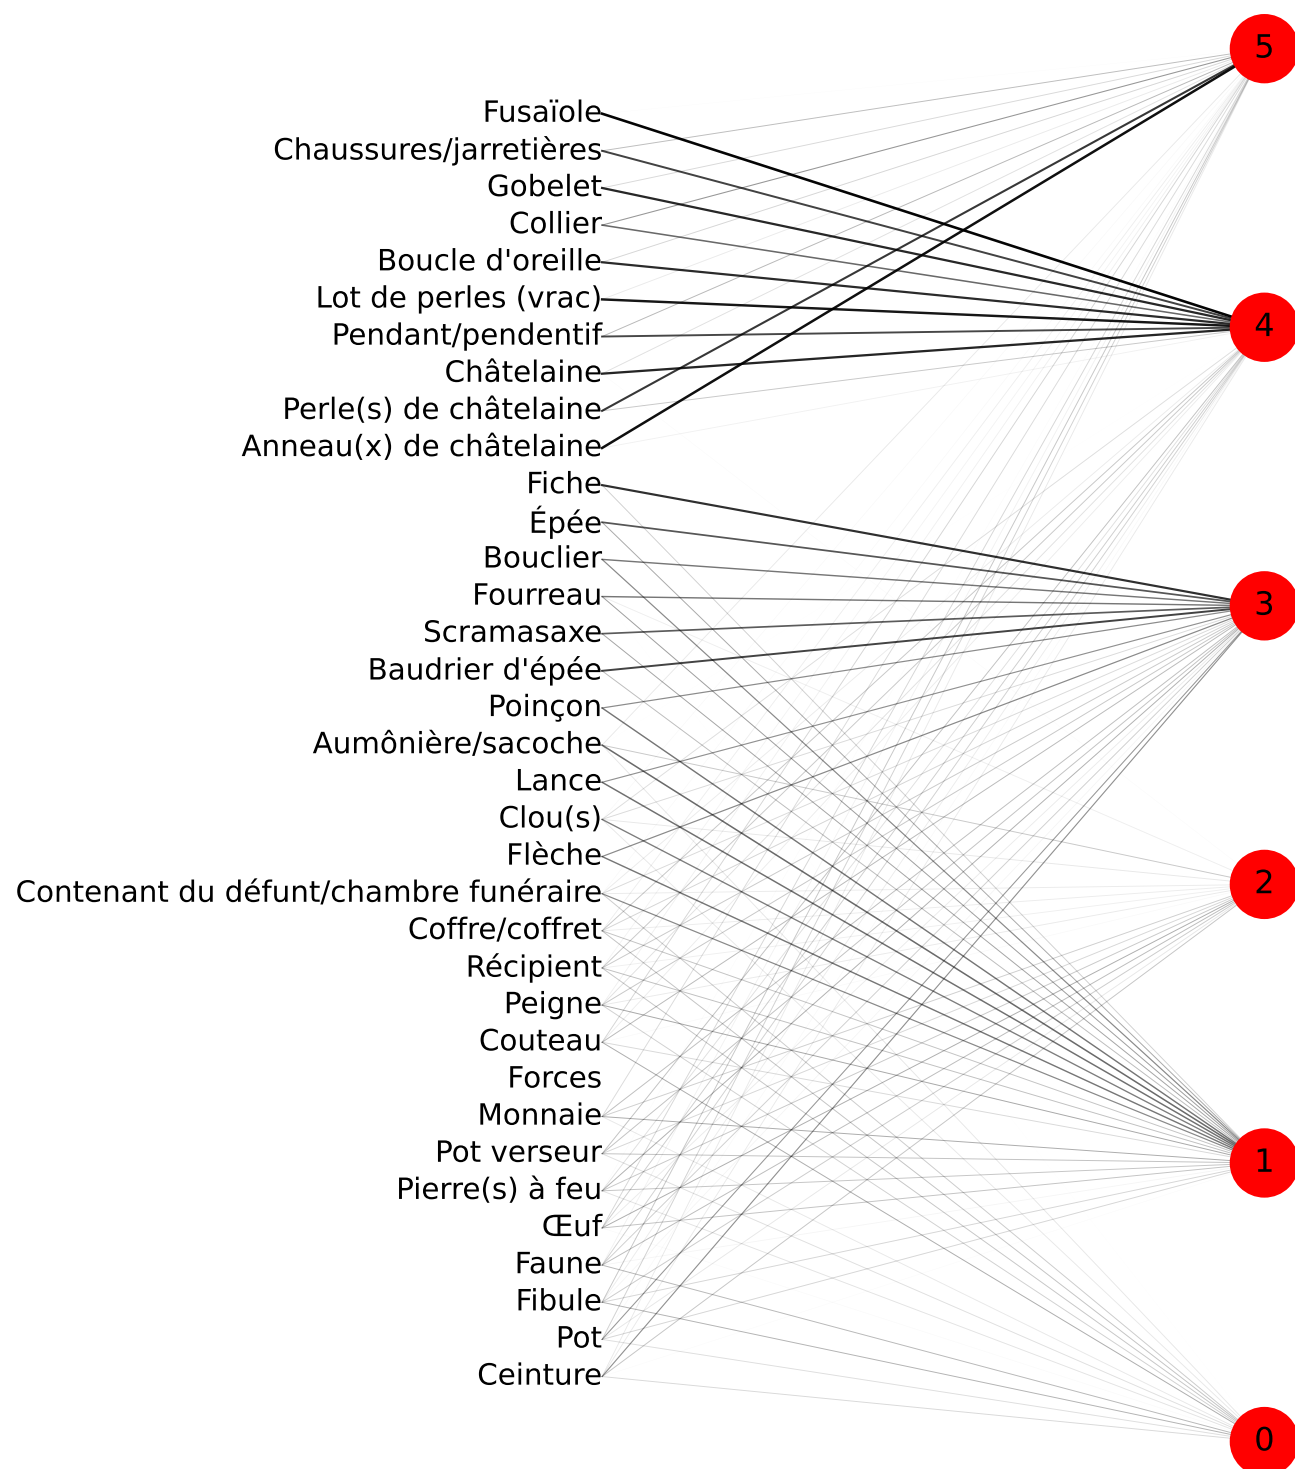 5
Fusaïole
Chaussures/jarretières
Gobelet
Collier
Boucle d'oreille
Lot de perles (vrac)
4
Pendant/pendentif
Châtelaine
Perle(s) de châtelaine
Anneau(x) de châtelaine
Fiche
Épée
Bouclier
Fourreau
3
Scramasaxe
Baudrier d'épée
Poinçon
Aumônière/sacoche
Lance
Clou(s)
Flèche
2
Contenant du défunt/chambre funéraire
Coffre/coffret
Récipient
Peigne
Couteau
Forces
Monnaie
Pot verseur
1
Pierre(s) à feu
Œuf
Faune
Fibule
Pot
Ceinture
0